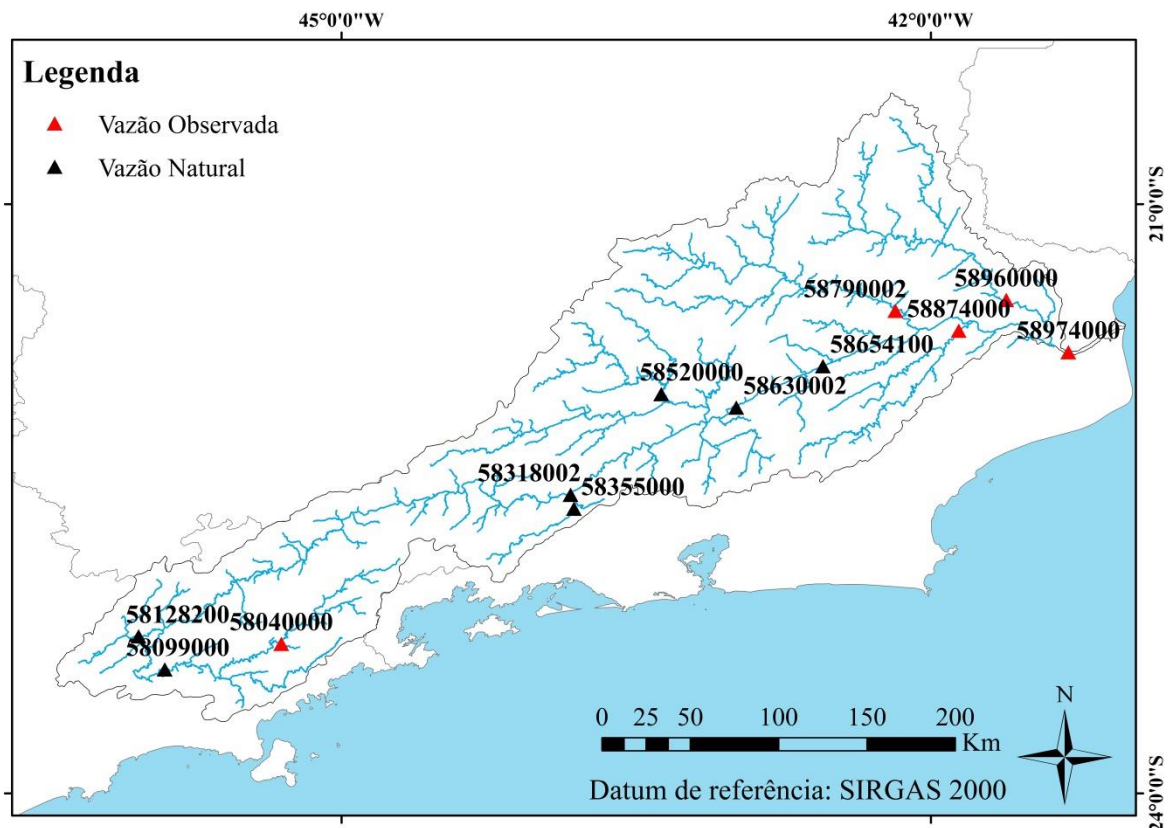 45°0'0"W
42°0'0"W
Legenda
Vazão Observada
Vazão Natural
21°0'0"S
58960000
58790002
58874000
58974000
58654100
58520000
58630002
58318002
58355000
58128200
58040000
58099000
N
0 25 50 100 150 200
Km
Datum de referência: SIRGAS 2000
24°0'0"S